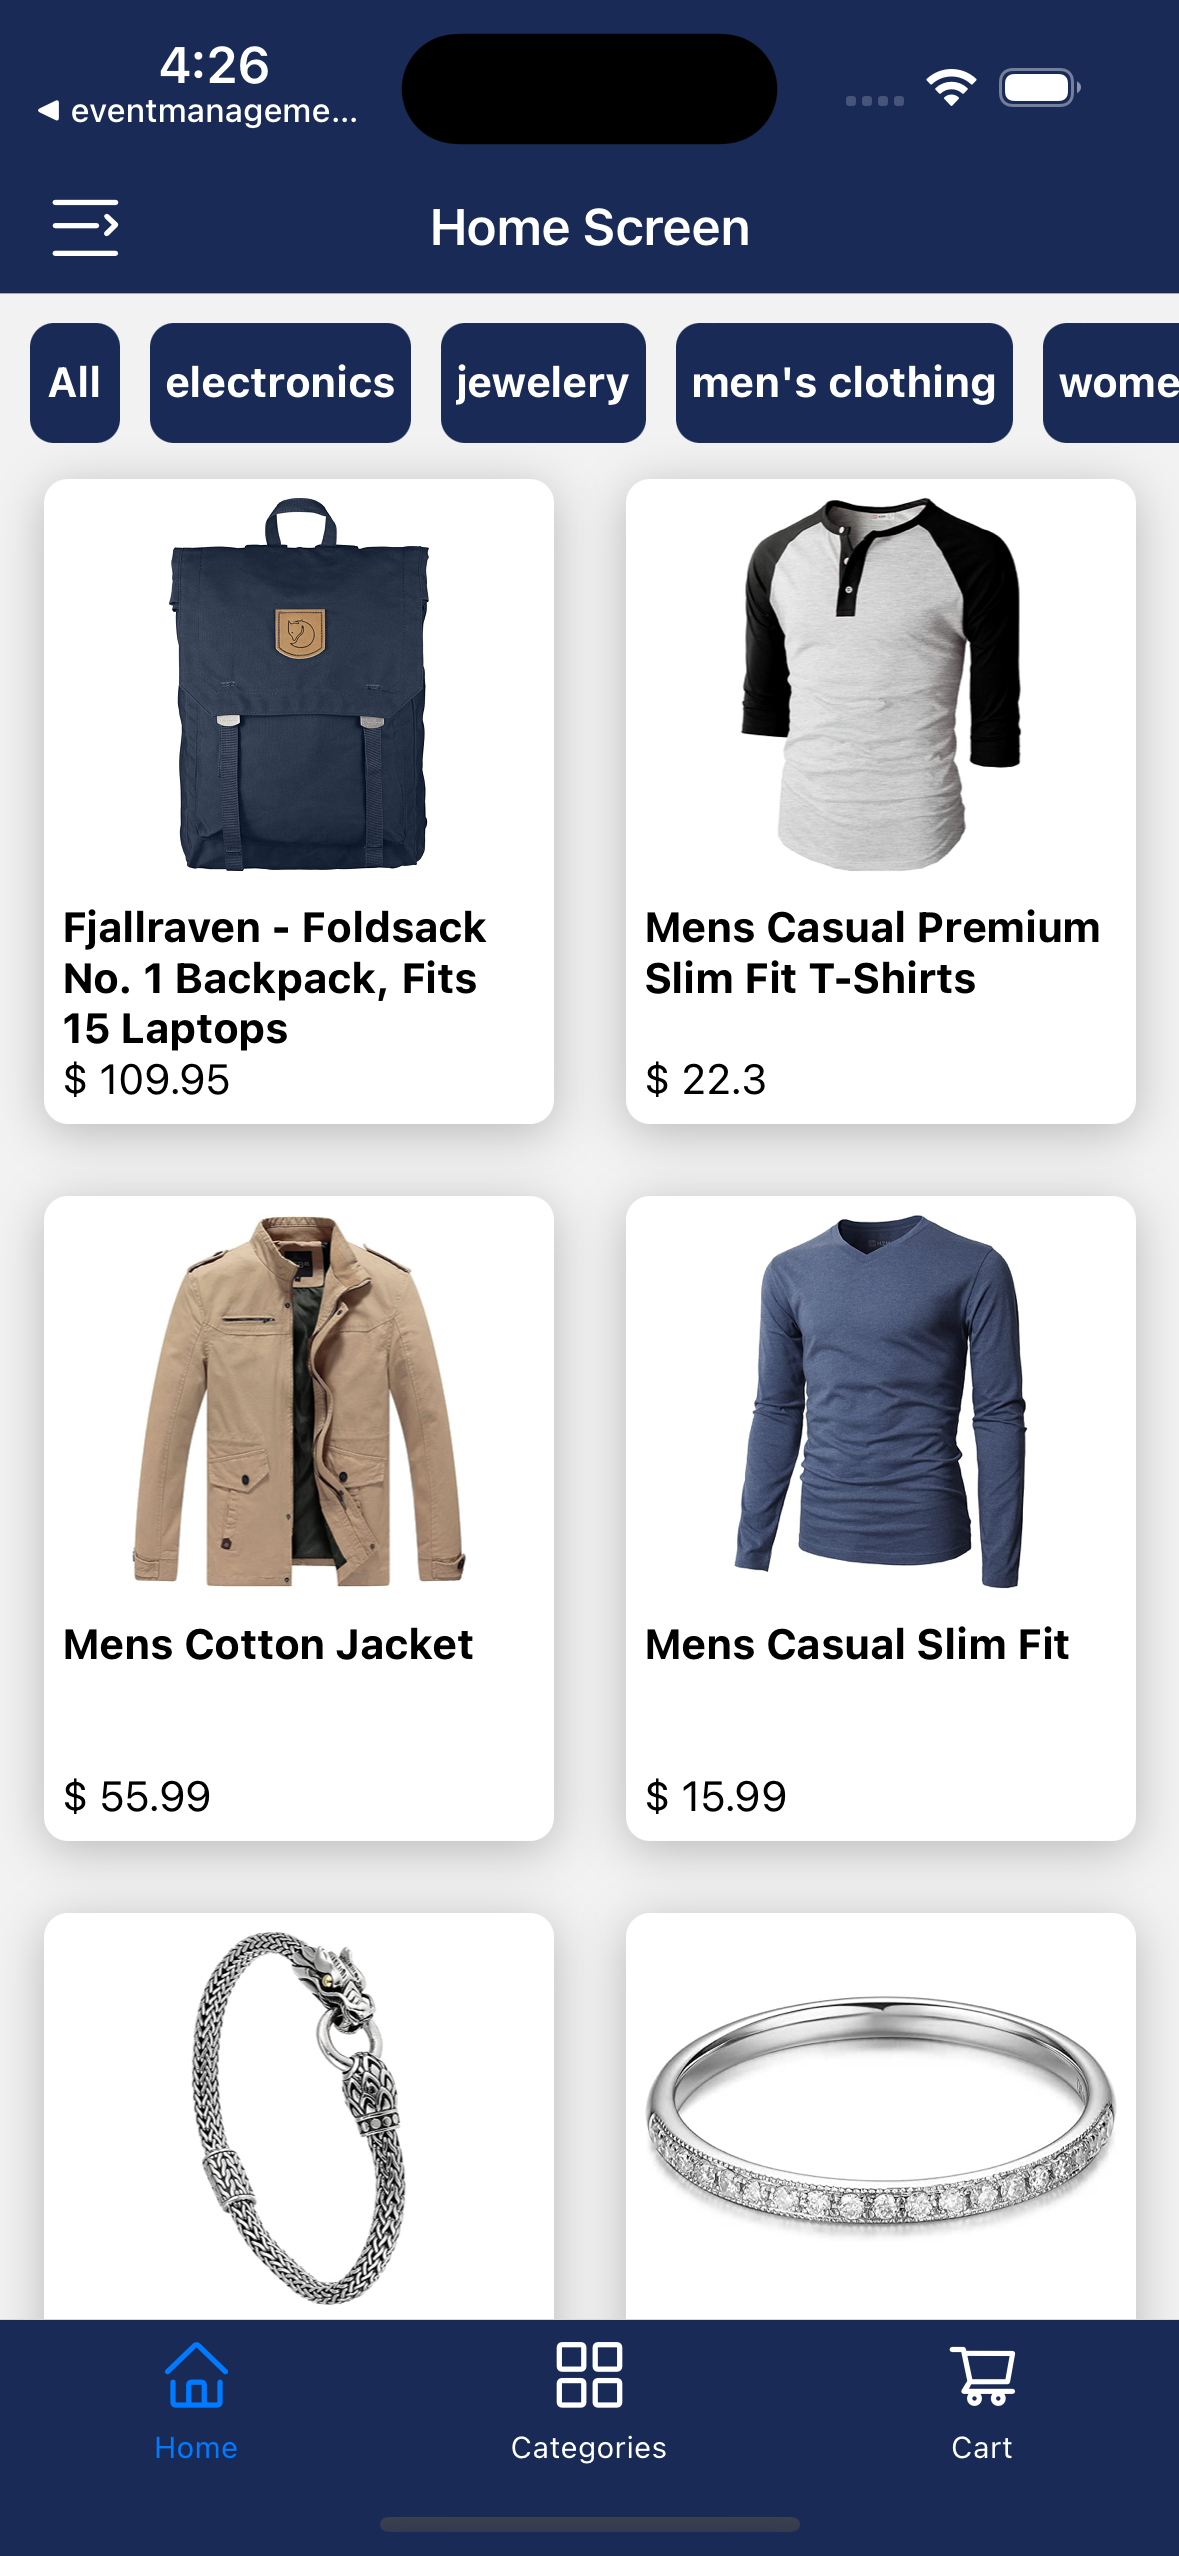 4:26
eventmanageme...
Home Screen
All
electronics
jewelery
men's clothing
wome
Fjallraven - Foldsack
No. 1 Backpack, Fits
15 Laptops
$ 109.95
Mens Casual Premium
Slim Fit T-Shirts
$ 22.3
Mens Cotton Jacket
$ 55.99
Mens Casual Slim Fit
$ 15.99
Home
Categories
Cart